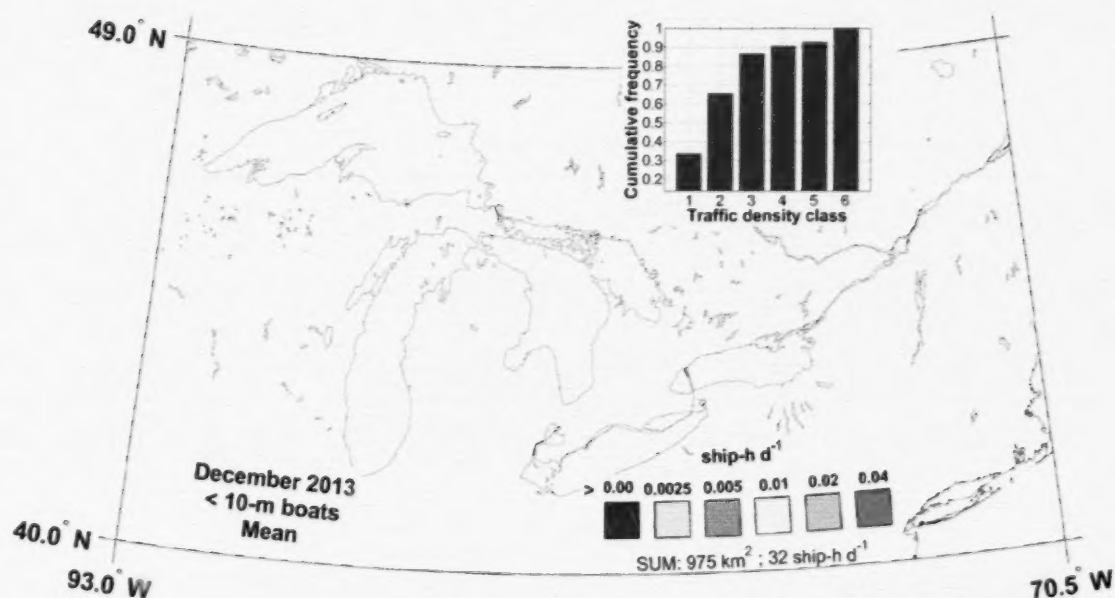 49.0° N
Cumulative frequency
1
0.9
0.8
0.7
0.6
0.5
0.4
0.3
0.2
1 2 3 4 5 6
Traffic density class
December 2013
< 10-m boats
Mean
ship-h d⁻¹
> 0.00 0.0025 0.005 0.01 0.02 0.04
SUM: 975 km² ; 32 ship-h d⁻¹
40.0° N
93.0° W
70.5° W